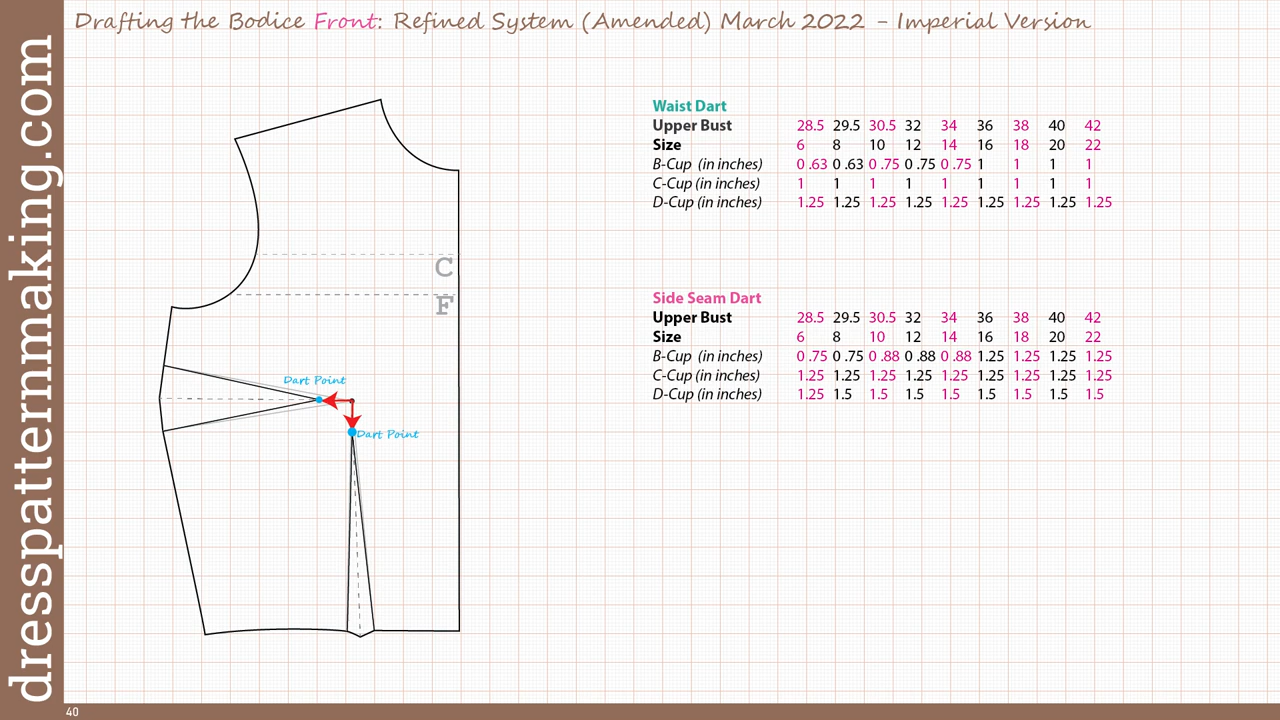 Drafting the Bodice Front: Refined System (Amended) March 2022 - Imperial Version
dresspatternmaking.com
C
F
Dart Point
Dart Point
Waist Dart
Upper Bust 28.5 29.5 30.5 32 34 36 38 40 42
Size 6 8 10 12 14 16 18 20 22
B-Cup (in inches) 0 .63 0 .63 0 .75 0 .75 0 .75 1 1 1 1
C-Cup (in inches) 1 1 1 1 1 1 1 1 1
D-Cup (in inches) 1.25 1.25 1.25 1.25 1.25 1.25 1.25 1.25 1.25
Side Seam Dart
Upper Bust 28.5 29.5 30.5 32 34 36 38 40 42
Size 6 8 10 12 14 16 18 20 22
B-Cup (in inches) 0 .75 0 .75 0 .88 0 .88 0 .88 1.25 1.25 1.25 1.25
C-Cup (in inches) 1.25 1.25 1.25 1.25 1.25 1.25 1.25 1.25 1.25
D-Cup (in inches) 1.25 1.5 1.5 1.5 1.5 1.5 1.5 1.5 1.5
40